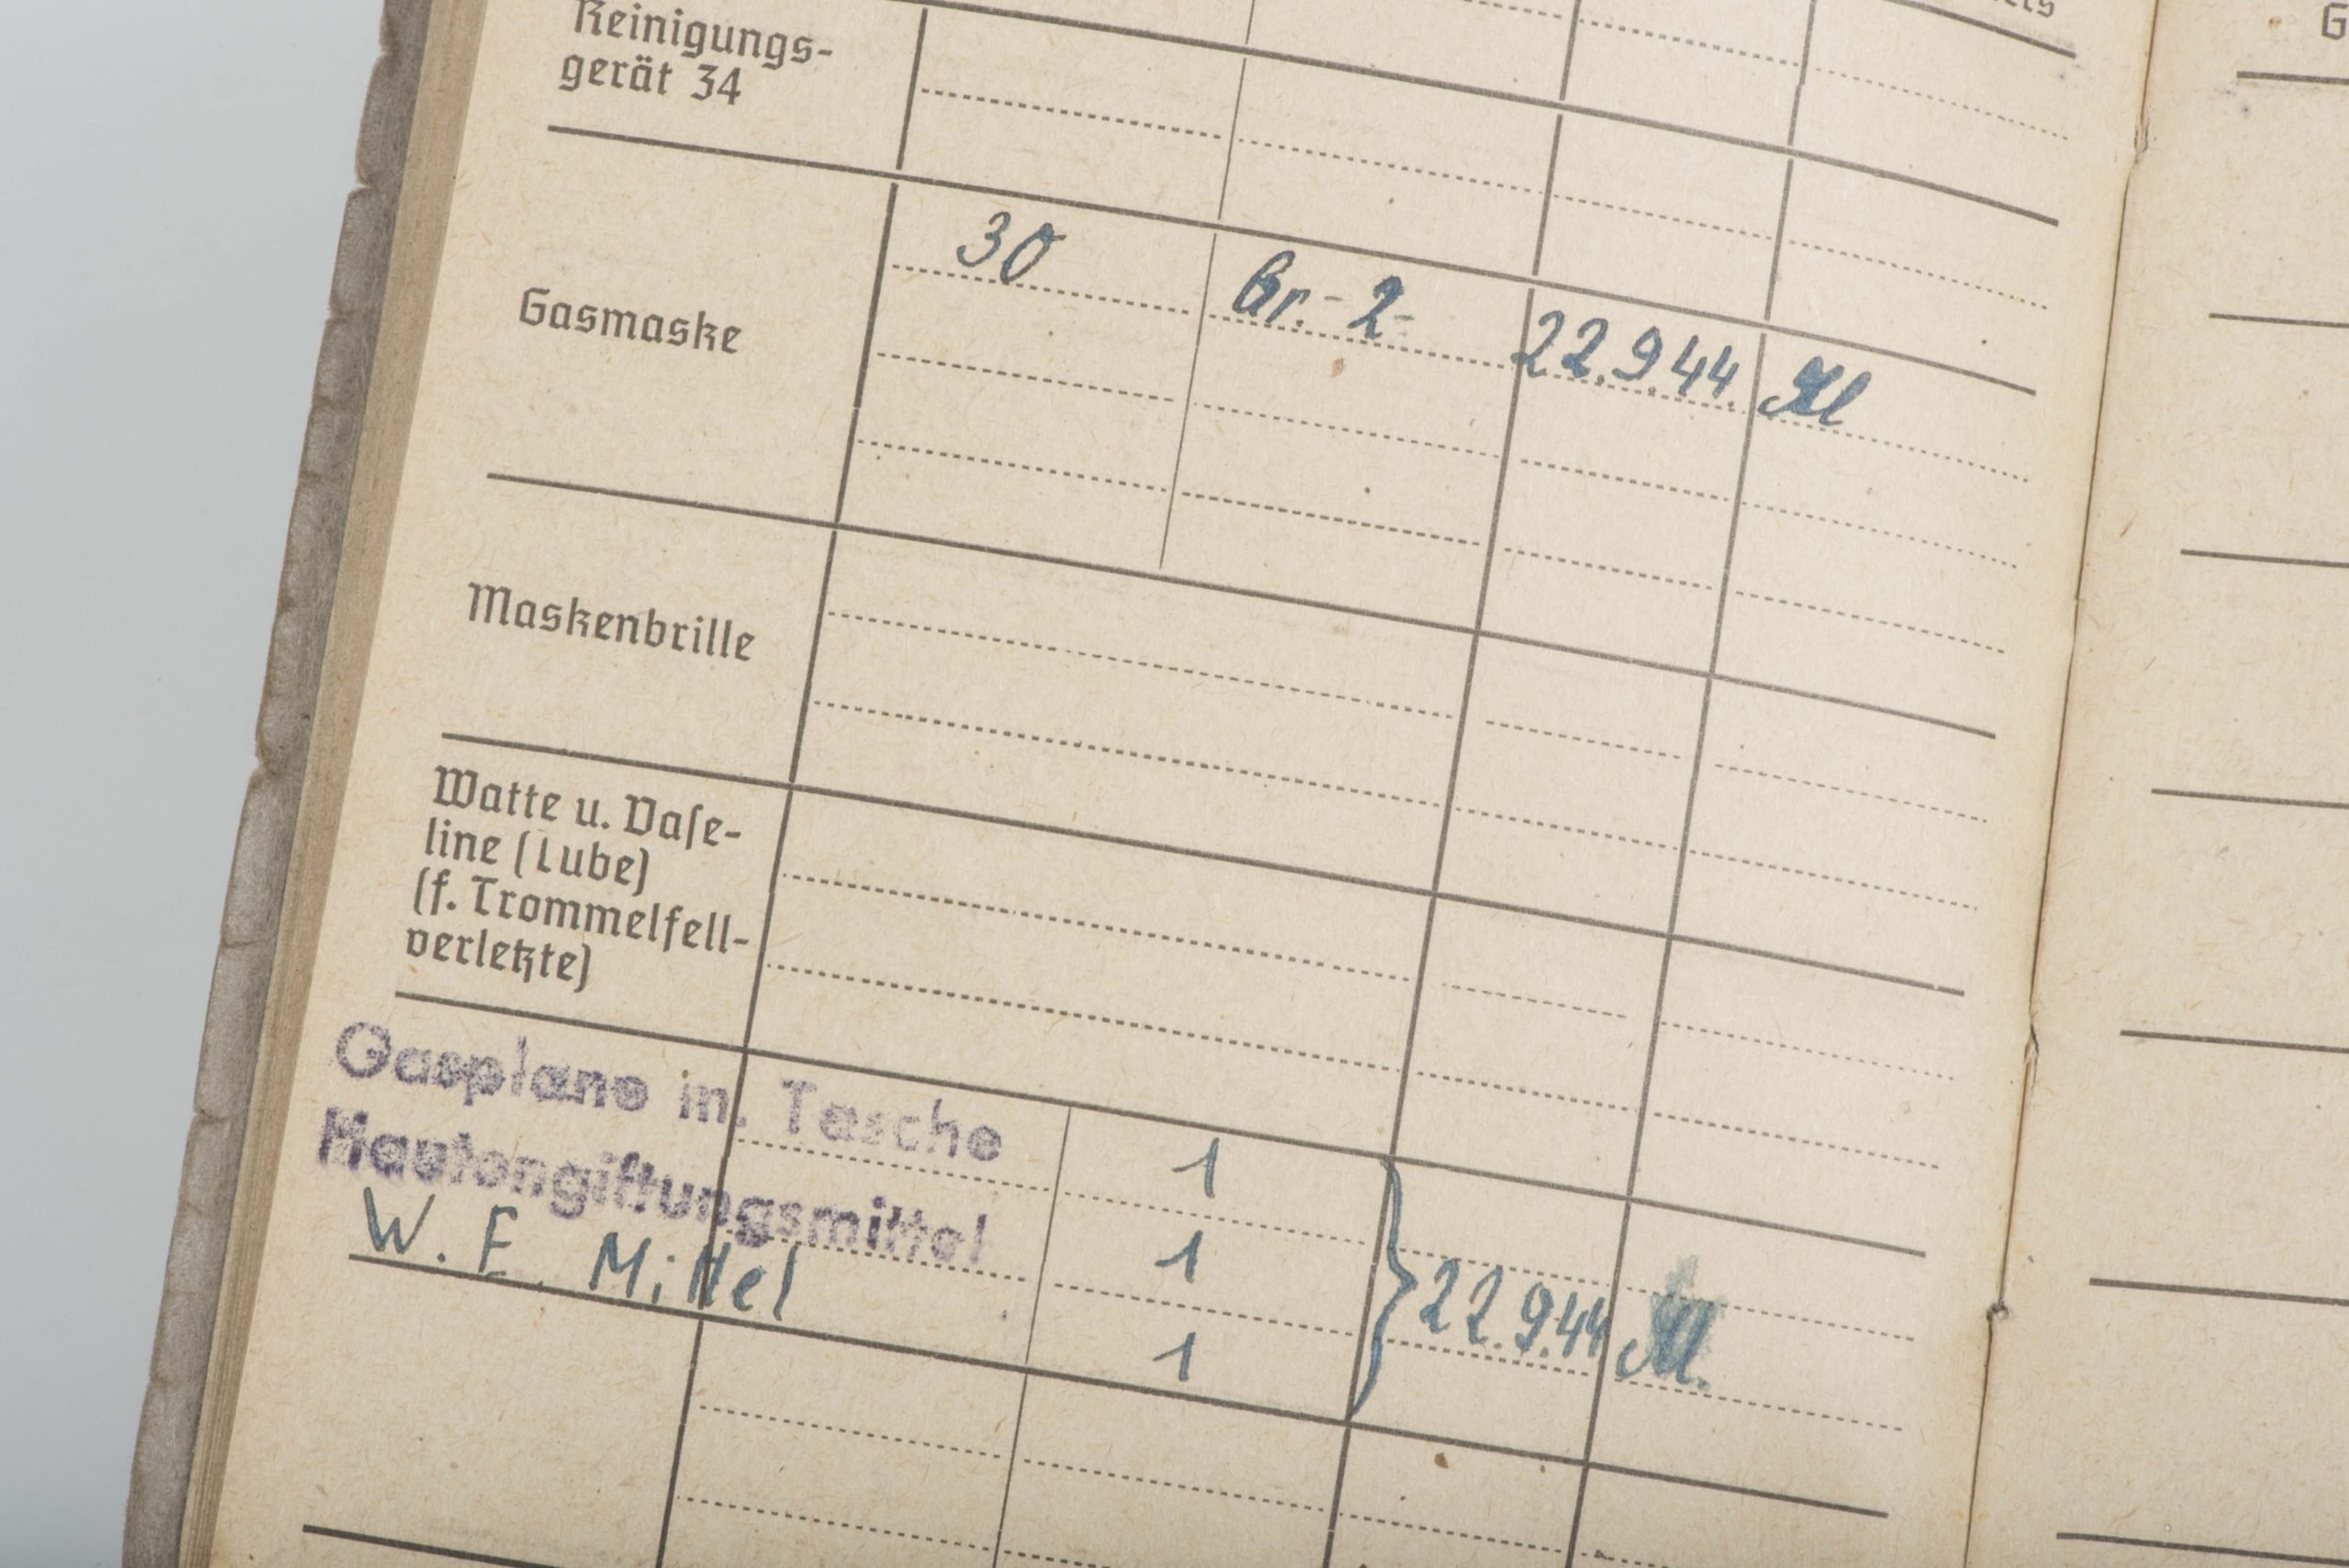 Reinigungs-
gerät 34
Gasmaske
30 Gr.-2- 22.9.44.
Maskenbrille
Watte u. Vaſe-
line (Tube)
(f. Trommelfell-
verletzte)
Gasplane in. Tasche 1
Hautengiftungsmittel 1
W. E. Mittel 1
22.9.44
G